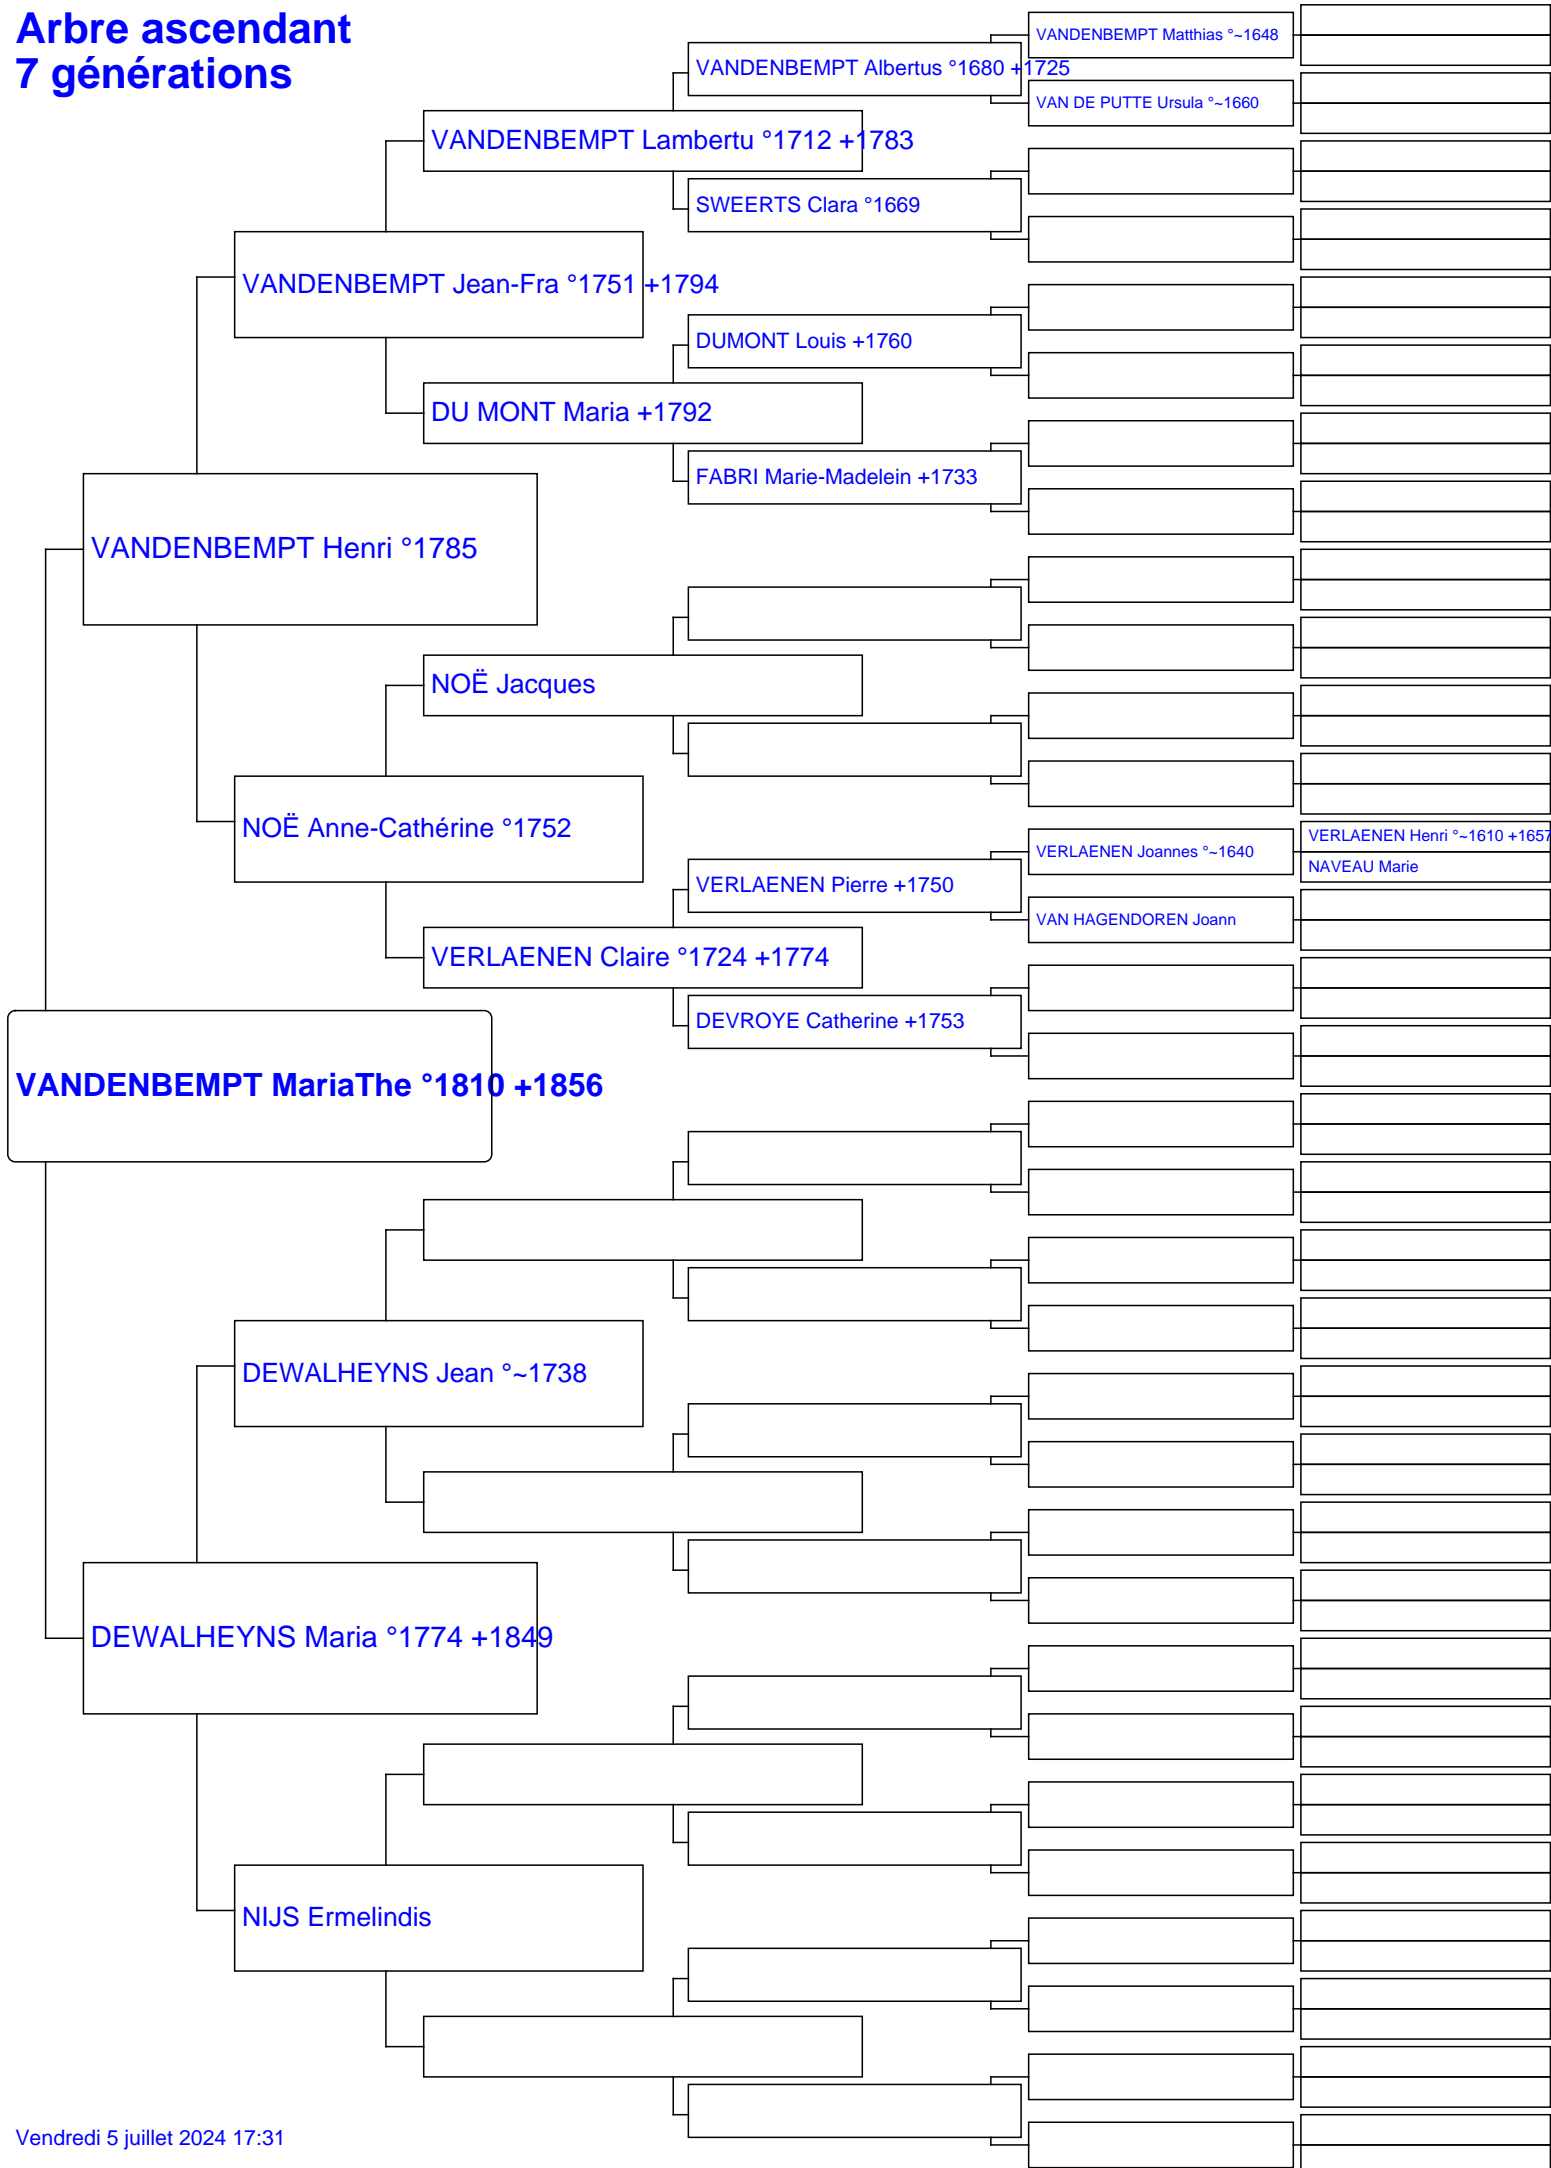 Arbre ascendant
7 générations
VANDENBEMPT Matthias °~1648
VANDENBEMPT Albertus °1680 +1725
VAN DE PUTTE Ursula °~1660
VANDENBEMPT Lambertu °1712 +1783
SWEERTS Clara °1669
VANDENBEMPT Jean-Fra °1751 +1794
DUMONT Louis +1760
DU MONT Maria +1792
FABRI Marie-Madelein +1733
VANDENBEMPT Henri °1785
NOË Jacques
NOË Anne-Cathérine °1752
VERLAENEN Henri °~1610 +1657
VERLAENEN Joannes °~1640
NAVEAU Marie
VERLAENEN Pierre +1750
VAN HAGENDOREN Joann
VERLAENEN Claire °1724 +1774
DEVROYE Catherine +1753
VANDENBEMPT MariaThe °1810 +1856
DEWALHEYNS Jean °~1738
DEWALHEYNS Maria °1774 +1849
NIJS Ermelindis
Vendredi 5 juillet 2024 17:31